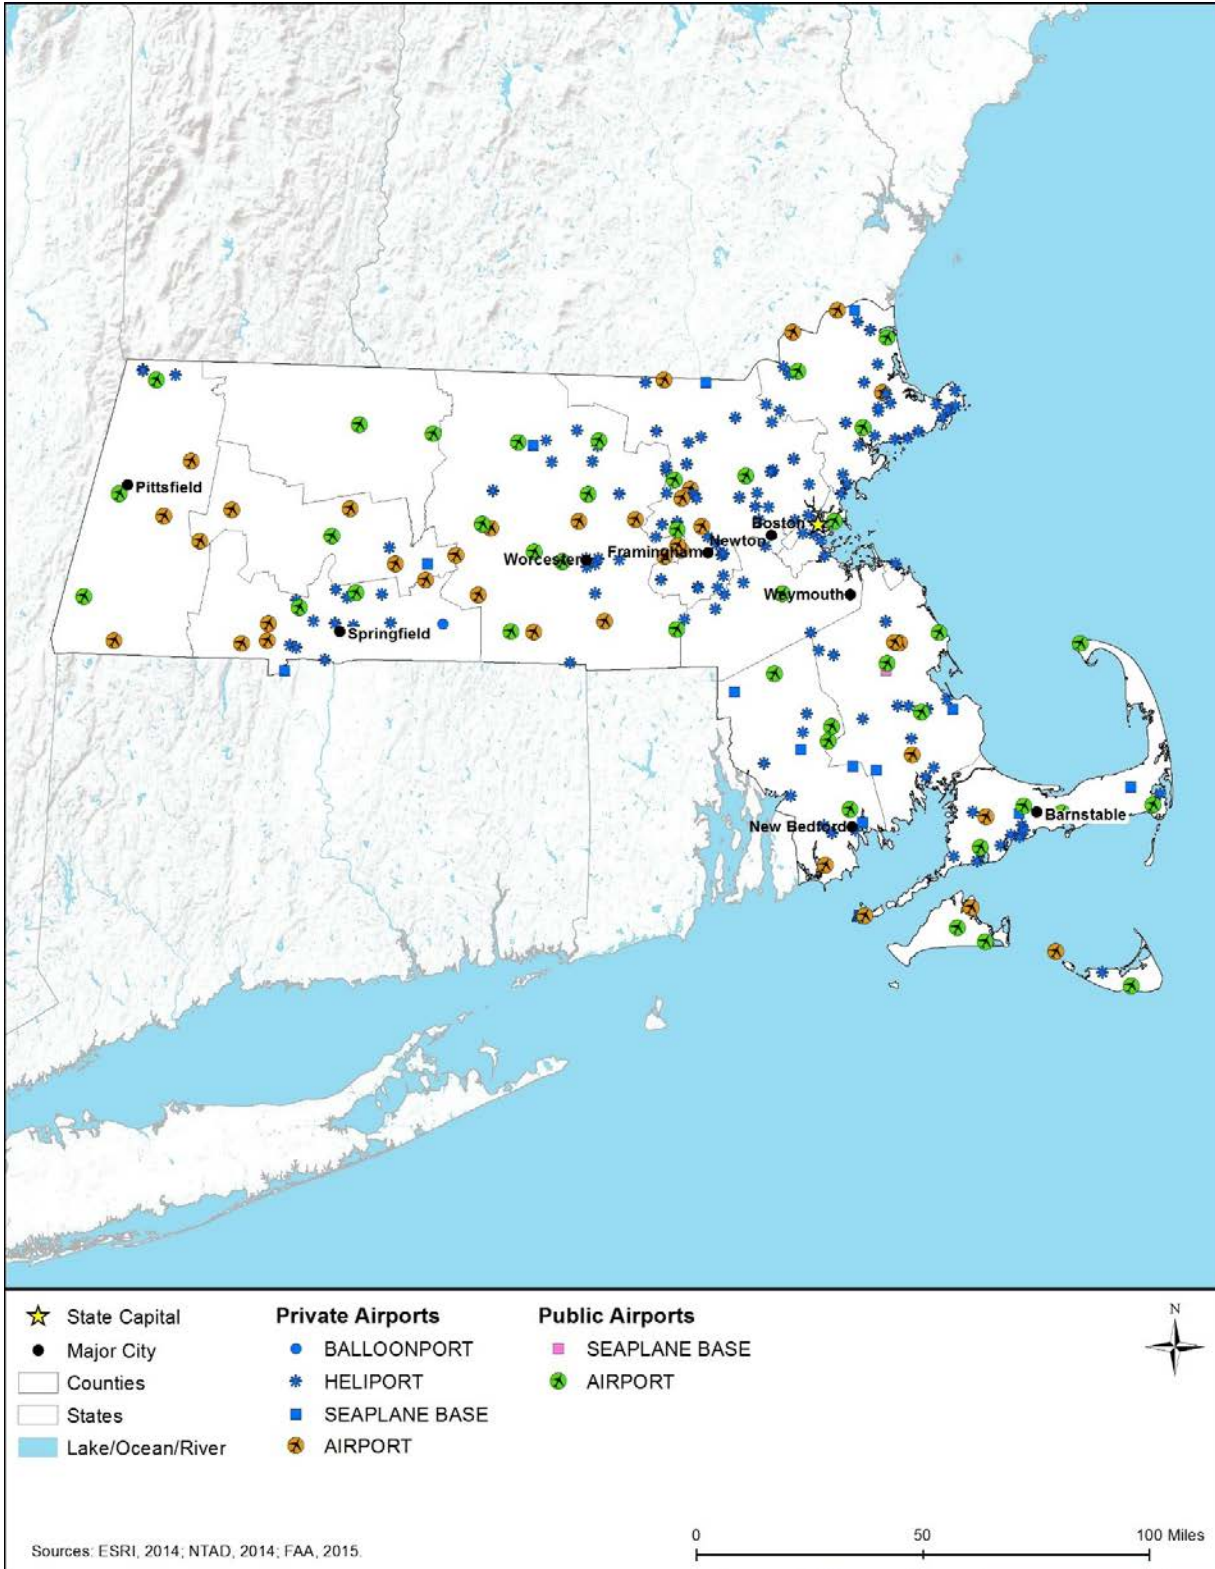 Pittsfield
Boston
Newton
Worcester
Framingham
Weymouth
Springfield
Barnstable
New Bedford
State Capital
Major City
Counties
States
Lake/Ocean/River
Private Airports
BALLOONPORT
HELIPORT
SEAPLANE BASE
AIRPORT
Public Airports
SEAPLANE BASE
AIRPORT
N
0 50 100 Miles
Sources: ESRI, 2014; NTAD, 2014; FAA, 2015.